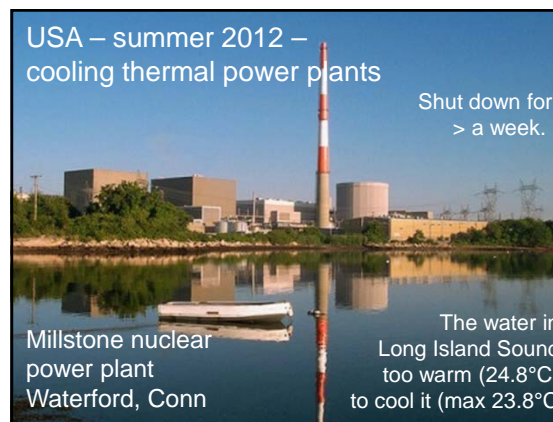 USA – summer 2012 –
cooling thermal power plants
Shut down for
> a week.
Millstone nuclear
power plant
Waterford, Conn
The water in
Long Island Sound
too warm (24.8°C
to cool it (max 23.8°C